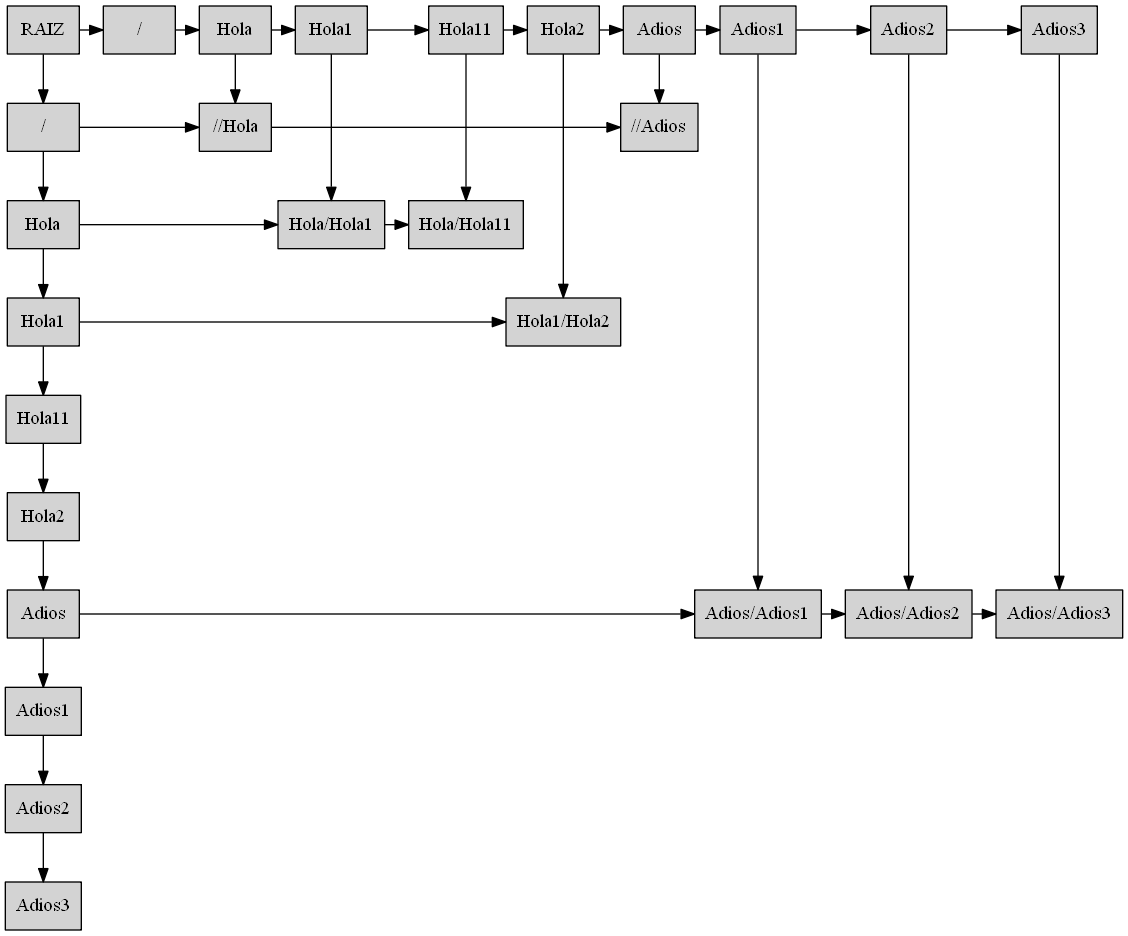 RAIZ / Hola Hola1 Hola11 Hola2 Adios Adios1 Adios2 Adios3
/ //Hola //Adios
Hola Hola/Hola1 Hola/Hola11
Hola1 Hola1/Hola2
Hola11
Hola2
Adios Adios/Adios1 Adios/Adios2 Adios/Adios3
Adios1
Adios2
Adios3